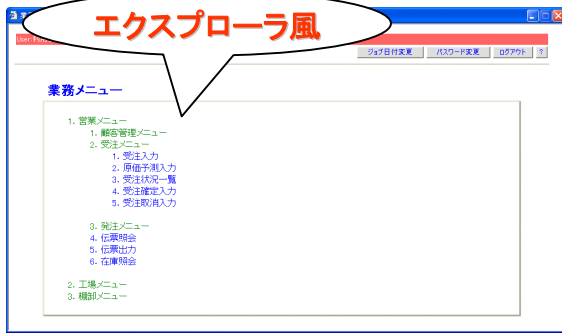 エクスプローラ風
ジョブ日付変更 パスワード変更 ログアウト ?
業務メニュー
1. 営業メニュー
1. 顧客管理メニュー
2. 受注メニュー
1. 受注入力
2. 原価予測入力
3. 受注状況一覧
4. 受注確定入力
5. 受注取消入力
3. 発注メニュー
4. 伝票照会
5. 伝票出力
6. 在庫照会
2. 工場メニュー
3. 棚卸メニュー